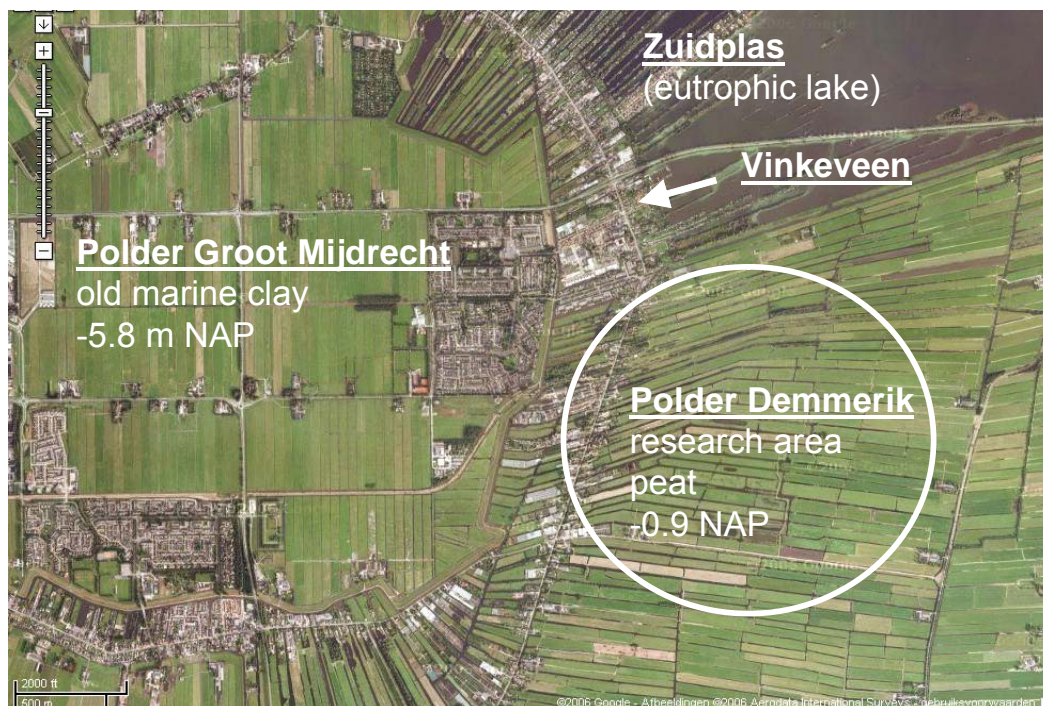 Zuidplas
(eutrophic lake)
Vinkeveen
Polder Groot Mijdrecht
old marine clay
-5.8 m NAP
Polder Demmerik
research area
peat
-0.9 NAP
2000 ft
500 m
©2006 Google - Afbeeldingen ©2006 Aerodata International Surveys - gebruiksvoorwaarden